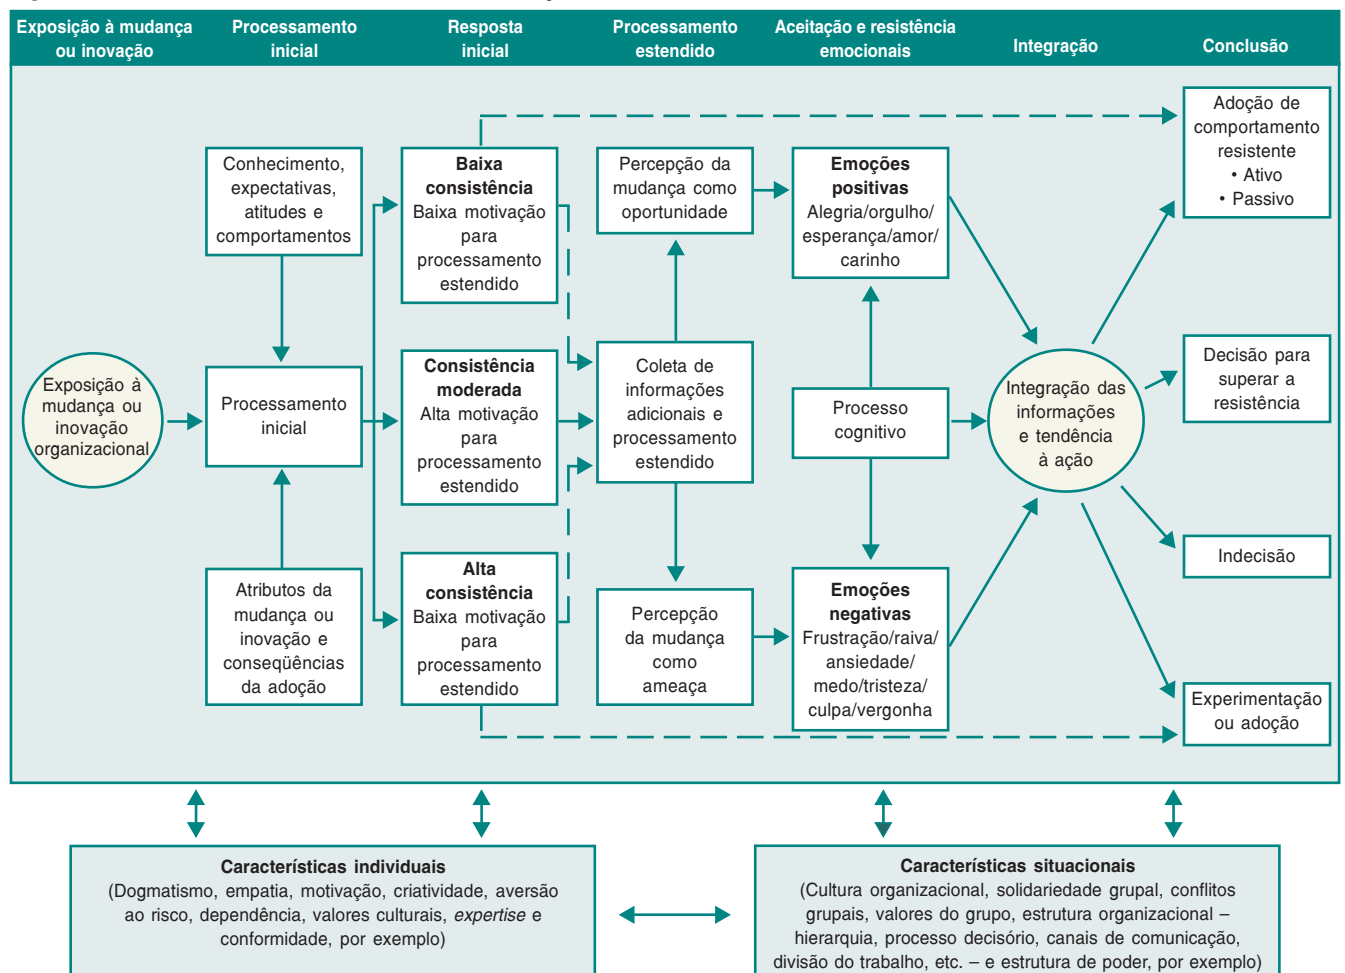 Exposição à mudança
ou inovação
Processamento
inicial
Resposta
inicial
Processamento
estendido
Aceitação e resistência
emocionais
Integração
Conclusão
Exposição à
mudança ou
inovação
organizacional
Conhecimento,
expectativas,
atitudes e
comportamentos
Processamento
inicial
Atributos da
mudança ou
inovação e
conseqüências
da adoção
Baixa
consistência
Baixa motivação
para
processamento
estendido
Consistência
moderada
Alta motivação
para
processamento
estendido
Alta
consistência
Baixa motivação
para
processamento
estendido
Percepção da
mudança como
oportunidade
Coleta de
informações
adicionais e
processamento
estendido
Percepção
da mudança
como
ameaça
Emoções
positivas
Alegria/orgulho/
esperança/amor/
carinho
Processo
cognitivo
Emoções
negativas
Frustração/raiva/
ansiedade/
medo/tristeza/
culpa/vergonha
Integração das
informações
e tendência
à ação
Adoção de
comportamento
resistente
• Ativo
• Passivo
Decisão para
superar a
resistência
Indecisão
Experimentação
ou adoção
Características individuais
(Dogmatismo, empatia, motivação, criatividade, aversão
ao risco, dependência, valores culturais, expertise e
conformidade, por exemplo)
Características situacionais
(Cultura organizacional, solidariedade grupal, conflitos
grupais, valores do grupo, estrutura organizacional –
hierarquia, processo decisório, canais de comunicação,
divisão do trabalho, etc. – e estrutura de poder, por exemplo)